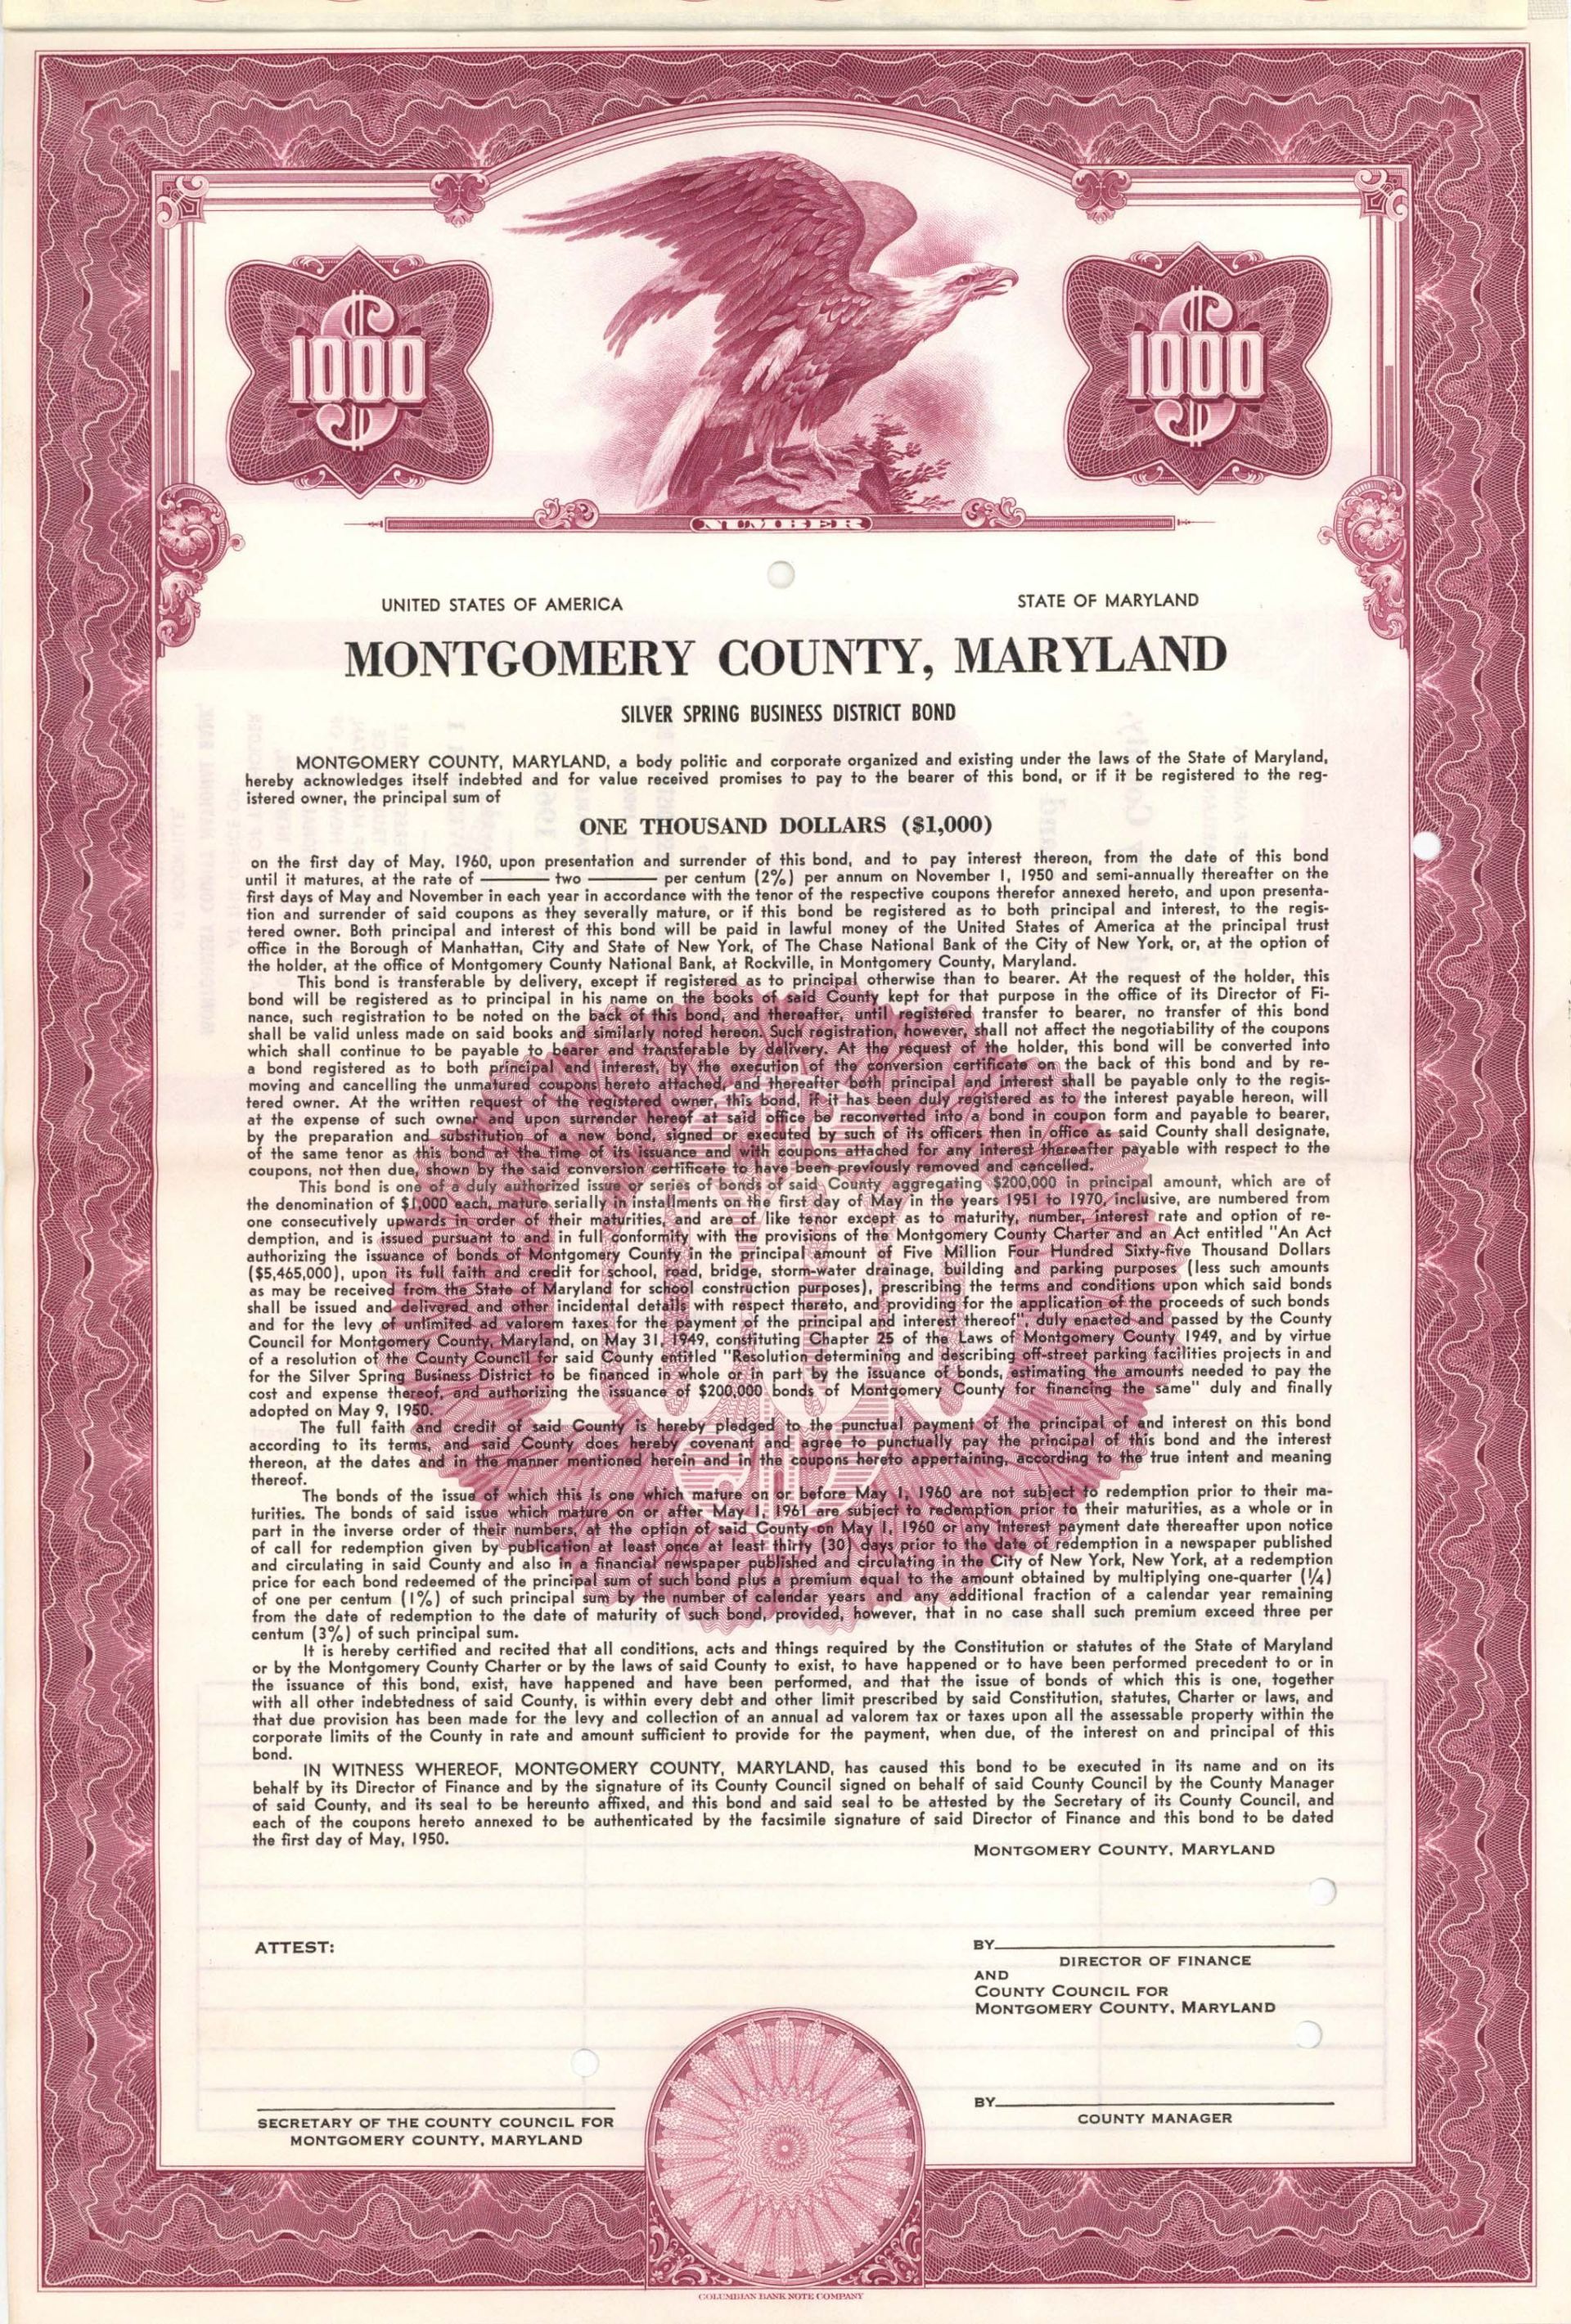 $ 1000
$ 1000
NUMBER
UNITED STATES OF AMERICA
STATE OF MARYLAND
MONTGOMERY COUNTY, MARYLAND
SILVER SPRING BUSINESS DISTRICT BOND
MONTGOMERY COUNTY, MARYLAND, a body politic and corporate organized and existing under the laws of the State of Maryland,
hereby acknowledges itself indebted and for value received promises to pay to the bearer of this bond, or if it be registered to the reg-
istered owner, the principal sum of
ONE THOUSAND DOLLARS ($1,000)
on the first day of May, 1960, upon presentation and surrender of this bond, and to pay interest thereon, from the date of this bond
until it matures, at the rate of ——— two ——— per centum (2%) per annum on November 1, 1950 and semi-annually thereafter on the
first days of May and November in each year in accordance with the tenor of the respective coupons therefor annexed hereto, and upon presenta-
tion and surrender of said coupons as they severally mature, or if this bond be registered as to both principal and interest, to the regis-
tered owner. Both principal and interest of this bond will be paid in lawful money of the United States of America at the principal trust
office in the Borough of Manhattan, City and State of New York, of The Chase National Bank of the City of New York, or, at the option of
the holder, at the office of Montgomery County National Bank, at Rockville, in Montgomery County, Maryland.
This bond is transferable by delivery, except if registered as to principal otherwise than to bearer. At the request of the holder, this
bond will be registered as to principal in his name on the books of said County kept for that purpose in the office of its Director of Fi-
nance, such registration to be noted on the back of this bond, and thereafter, until registered transfer to bearer, no transfer of this bond
shall be valid unless made on said books and similarly noted hereon. Such registration, however, shall not affect the negotiability of the coupons
which shall continue to be payable to bearer and transferable by delivery. At the request of the holder, this bond will be converted into
a bond registered as to both principal and interest, by the execution of the conversion certificate on the back of this bond and by re-
moving and cancelling the unmatured coupons hereto attached, and thereafter both principal and interest shall be payable only to the regis-
tered owner. At the written request of the registered owner, this bond, if it has been duly registered as to the interest payable hereon, will
at the expense of such owner and upon surrender hereof at said office be reconverted into a bond in coupon form and payable to bearer,
by the preparation and substitution of a new bond, signed or executed by such of its officers then in office as said County shall designate,
of the same tenor as this bond at the time of its issuance and with coupons attached for any interest thereafter payable with respect to the
coupons, not then due, shown by the said conversion certificate to have been previously removed and cancelled.
This bond is one of a duly authorized issue or series of bonds of said County aggregating $200,000 in principal amount, which are of
the denomination of $1,000 each, mature serially in installments on the first day of May in the years 1951 to 1970, inclusive, are numbered from
one consecutively upwards in order of their maturities, and are of like tenor except as to maturity, number, interest rate and option of re-
demption, and is issued pursuant to and in full conformity with the provisions of the Montgomery County Charter and an Act entitled "An Act
authorizing the issuance of bonds of Montgomery County in the principal amount of Five Million Four Hundred Sixty-five Thousand Dollars
($5,465,000), upon its full faith and credit for school, road, bridge, storm-water drainage, building and parking purposes (less such amounts
as may be received from the State of Maryland for school construction purposes), prescribing the terms and conditions upon which said bonds
shall be issued and delivered and other incidental details with respect thereto, and providing for the application of the proceeds of such bonds
and for the levy of unlimited ad valorem taxes for the payment of the principal and interest thereof", duly enacted and passed by the County
Council for Montgomery County, Maryland, on May 31, 1949, constituting Chapter 25 of the Laws of Montgomery County 1949, and by virtue
of a resolution of the County Council for said County entitled "Resolution determining and describing off-street parking facilities projects in and
for the Silver Spring Business District to be financed in whole or in part by the issuance of bonds, estimating the amounts needed to pay the
cost and expense thereof, and authorizing the issuance of $200,000 bonds of Montgomery County for financing the same" duly and finally
adopted on May 9, 1950.
The full faith and credit of said County is hereby pledged to the punctual payment of the principal of and interest on this bond
according to its terms, and said County does hereby covenant and agree to punctually pay the principal of this bond and the interest
thereon, at the dates and in the manner mentioned herein and in the coupons hereto appertaining, according to the true intent and meaning
thereof.
The bonds of the issue of which this is one which mature on or before May 1, 1960 are not subject to redemption prior to their ma-
turities. The bonds of said issue which mature on or after May 1, 1961 are subject to redemption prior to their maturities, as a whole or in
part in the inverse order of their numbers, at the option of said County on May 1, 1960 or any interest payment date thereafter upon notice
of call for redemption given by publication at least once at least thirty (30) days prior to the date of redemption in a newspaper published
and circulating in said County and also in a financial newspaper published and circulating in the City of New York, New York, at a redemption
price for each bond redeemed of the principal sum of such bond plus a premium equal to the amount obtained by multiplying one-quarter (¼)
of one per centum (1%) of such principal sum by the number of calendar years and any additional fraction of a calendar year remaining
from the date of redemption to the date of maturity of such bond, provided, however, that in no case shall such premium exceed three per
centum (3%) of such principal sum.
It is hereby certified and recited that all conditions, acts and things required by the Constitution or statutes of the State of Maryland
or by the Montgomery County Charter or by the laws of said County to exist, to have happened or to have been performed precedent to or in
the issuance of this bond, exist, have happened and have been performed, and that the issue of bonds of which this is one, together
with all other indebtedness of said County, is within every debt and other limit prescribed by said Constitution, statutes, Charter or laws, and
that due provision has been made for the levy and collection of an annual ad valorem tax or taxes upon all the assessable property within the
corporate limits of the County in rate and amount sufficient to provide for the payment, when due, of the interest on and principal of this
bond.
IN WITNESS WHEREOF, MONTGOMERY COUNTY, MARYLAND, has caused this bond to be executed in its name and on its
behalf by its Director of Finance and by the signature of its County Council signed on behalf of said County Council by the County Manager
of said County, and its seal to be hereunto affixed, and this bond and said seal to be attested by the Secretary of its County Council, and
each of the coupons hereto annexed to be authenticated by the facsimile signature of said Director of Finance and this bond to be dated
the first day of May, 1950.
MONTGOMERY COUNTY, MARYLAND
ATTEST:
BY
DIRECTOR OF FINANCE
AND
COUNTY COUNCIL FOR
MONTGOMERY COUNTY, MARYLAND
BY
COUNTY MANAGER
SECRETARY OF THE COUNTY COUNCIL FOR
MONTGOMERY COUNTY, MARYLAND
$ 1000
COLUMBIAN BANK NOTE COMPANY